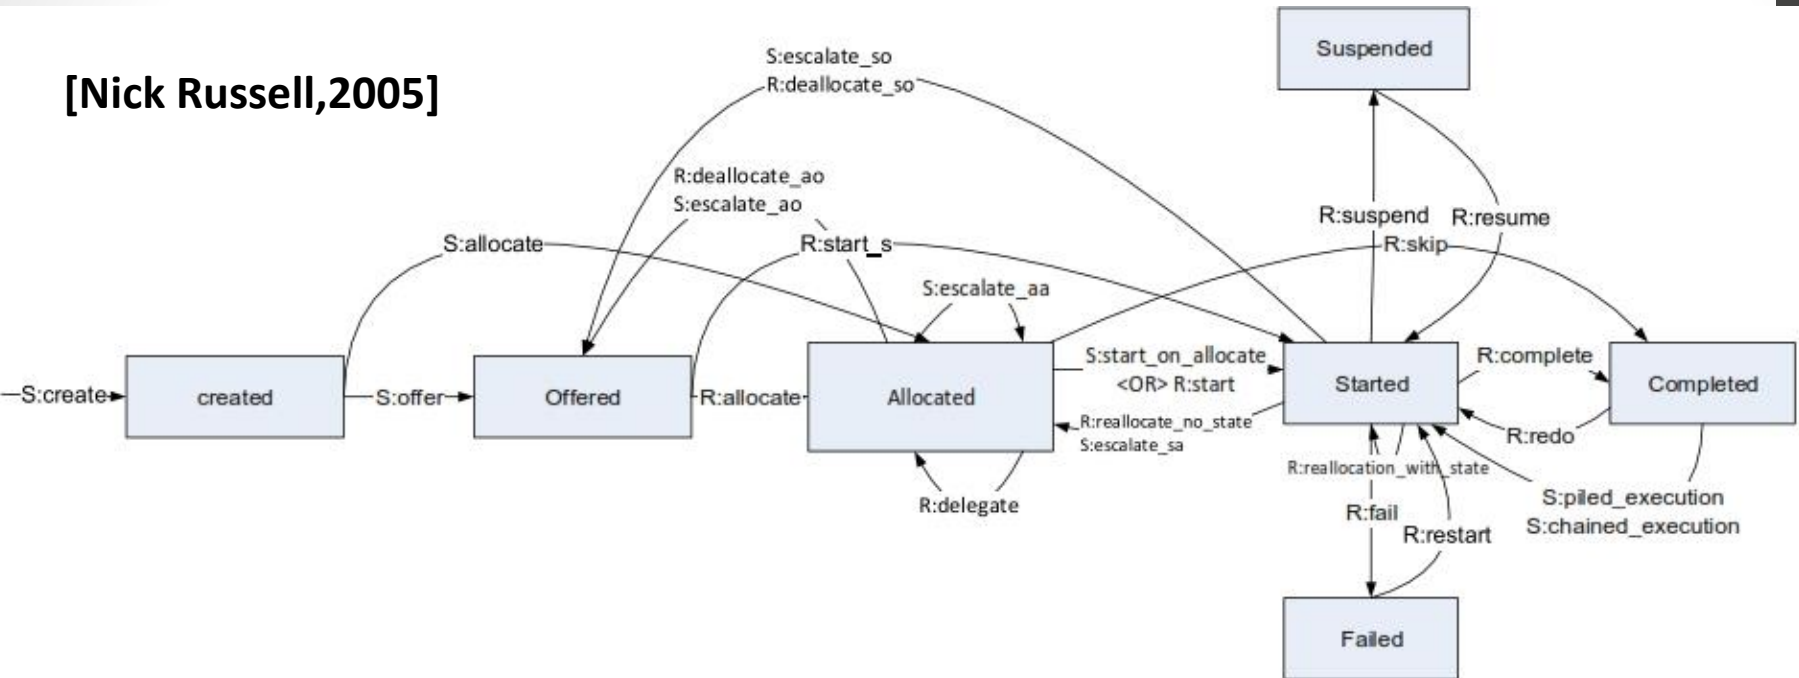 [Nick Russell,2005]
Suspended
S:escalate_so
R:deallocate_so
R:deallocate_ao
S:escalate_ao
R:suspend
R:resume
S:allocate
R:start_s
R:skip
S:escalate_aa
S:create
created
S:offer
Offered
R:allocate
Allocated
S:start_on_allocate
<OR> R:start
Started
R:complete
Completed
R:reallocate_no_state
S:escalate_sa
R:redo
R:reallocation_with_state
R:delegate
S:piled_execution
S:chained_execution
R:fail
R:restart
Failed